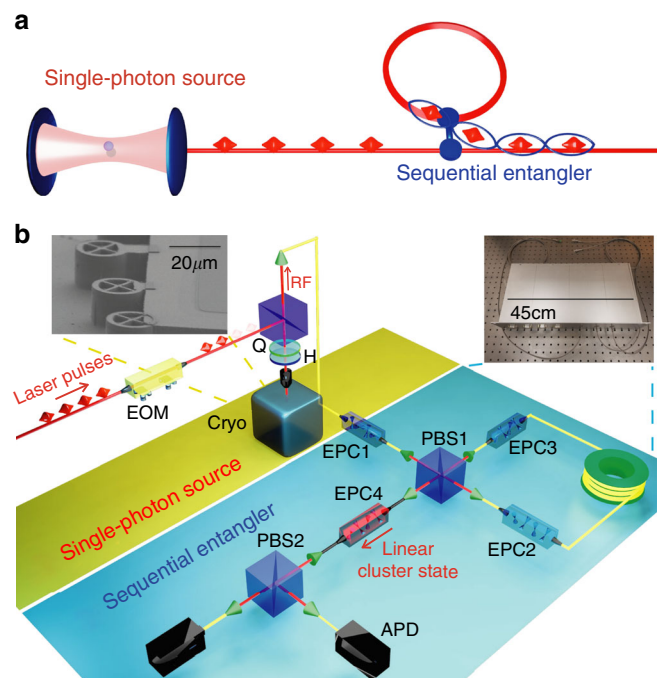 a
Single-photon source
Sequential entangler
b
20μm
RF
45cm
Q
H
Laser pulses
EOM
Cryo
EPC1
PBS1
EPC3
Single-photon source
EPC4
EPC2
Sequential entangler
PBS2
Linear
cluster state
APD